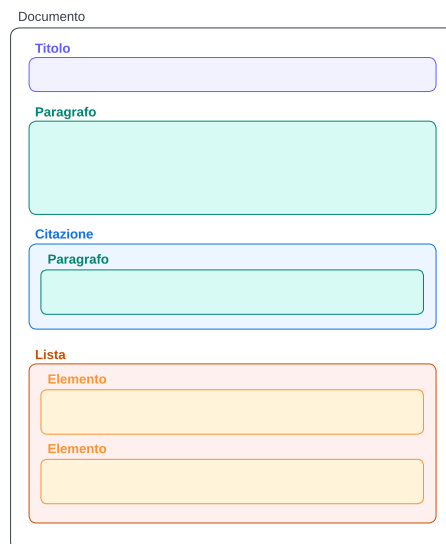 Documento
Titolo
Paragrafo
Citazione
Paragrafo
Lista
Elemento
Elemento